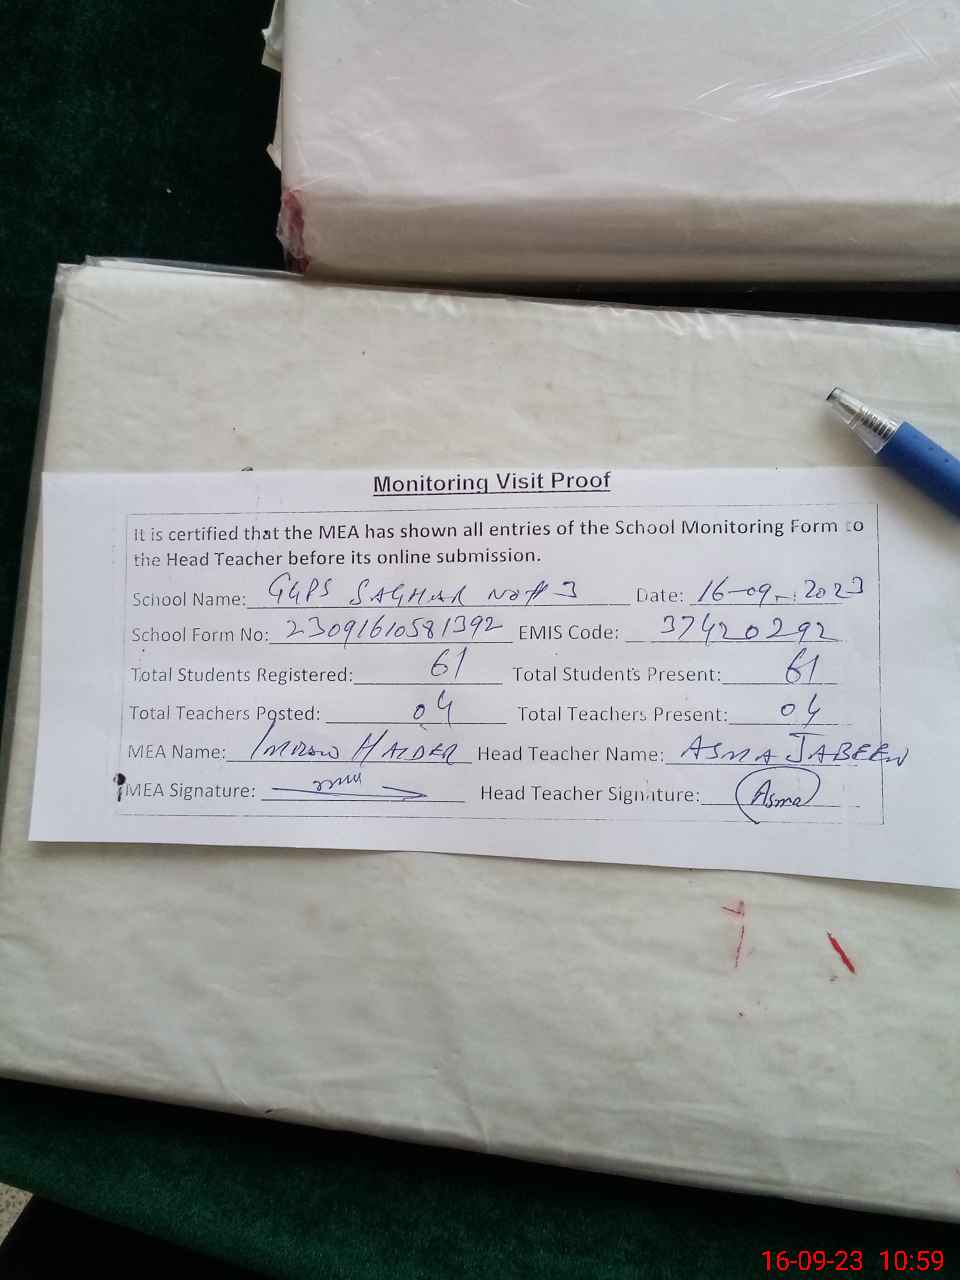 Monitoring Visit Proof
It is certified that the MEA has shown all entries of the School Monitoring Form to
the Head Teacher before its online submission.
School Name: GGPS SAGHAR No# 3 Date: 16-09-2023
School Form No: 23091610581392 EMIS Code: 37420292
Total Students Registered: 61 Total Students Present: 61
Total Teachers Posted: 04 Total Teachers Present: 04
MEA Name: IMRAN HAIDER Head Teacher Name: ASMA JABEEN
MEA Signature: Head Teacher Signature: Asma
16-09-23 10:59